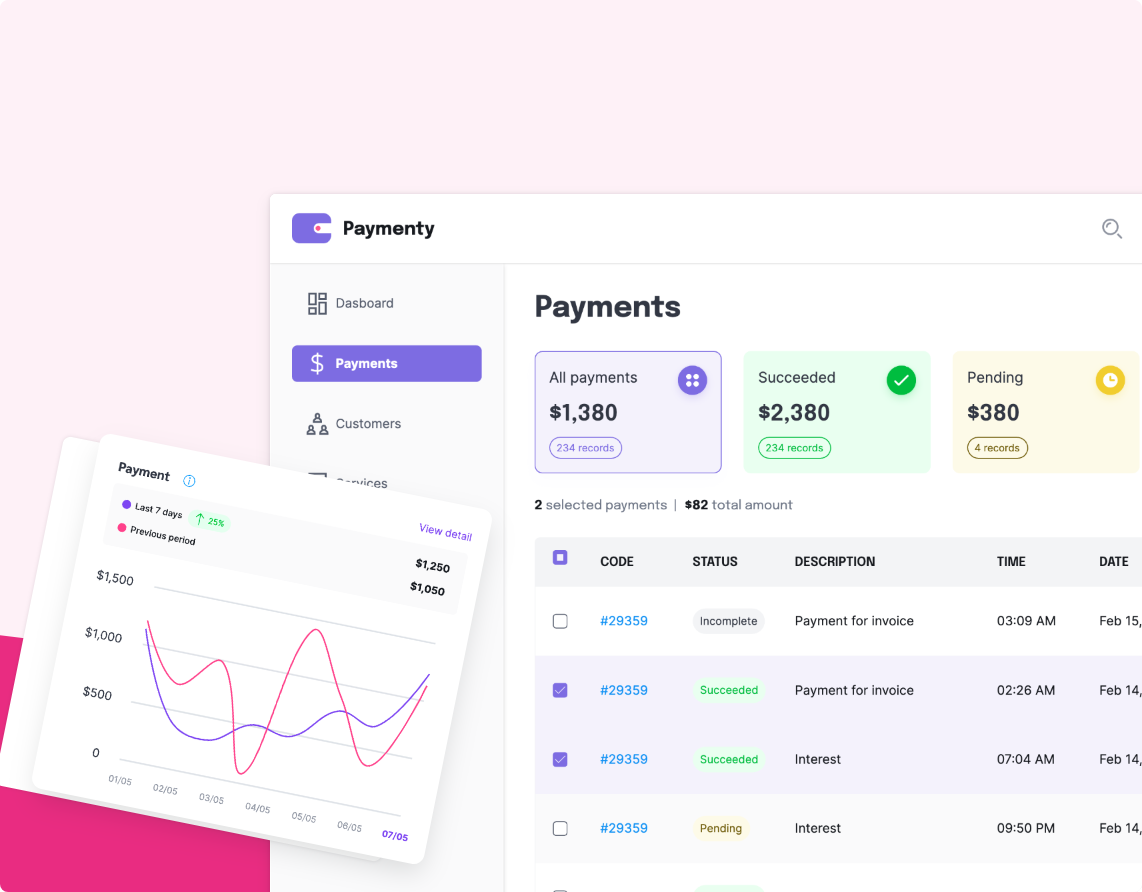 Paymenty
Dasboard
Payments
Customers
Services
Payments
All payments
$1,380
234 records
Succeeded
$2,380
234 records
Pending
$380
4 records
2 selected payments | $82 total amount
CODE STATUS DESCRIPTION TIME DATE
#29359 Incomplete Payment for invoice 03:09 AM Feb 15,
#29359 Succeeded Payment for invoice 02:26 AM Feb 14,
#29359 Succeeded Interest 07:04 AM Feb 14,
#29359 Pending Interest 09:50 PM Feb 14,
Payment
View detail
Last 7 days 25% $1,250
Previous period $1,050
$1,500
$1,000
$500
0
01/05 02/05 03/05 04/05 05/05 06/05 07/05